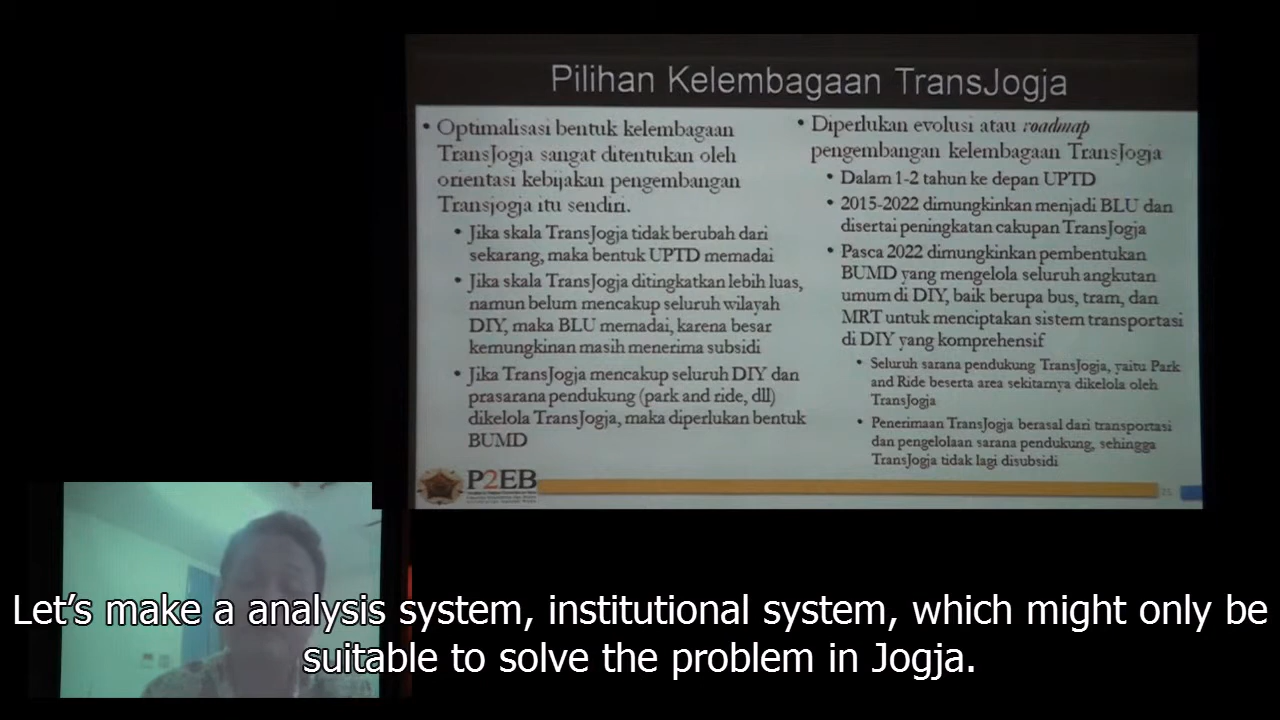 Pilihan Kelembagaan TransJogja
• Optimalisasi bentuk kelembagaan
TransJogja sangat ditentukan oleh
orientasi kebijakan pengembangan
Transjogja itu sendiri.
• Jika skala TransJogja tidak berubah dari
sekarang, maka bentuk UPTD memadai
• Jika skala TransJogja ditingkatkan lebih luas,
namun belum mencakup seluruh wilayah
DIY, maka BLU memadai, karena besar
kemungkinan masih menerima subsidi
• Jika TransJogja mencakup seluruh DIY dan
prasarana pendukung (park and ride, dll)
dikelola TransJogja, maka diperlukan bentuk
BUMD
• Diperlukan evolusi atau roadmap
pengembangan kelembagaan TransJogja
• Dalam 1-2 tahun ke depan UPTD
• 2015-2022 dimungkinkan menjadi BLU dan
disertai peningkatan cakupan TransJogja
• Pasca 2022 dimungkinkan pembentukan
BUMD yang mengelola seluruh angkutan
umum di DIY, baik berupa bus, tram, dan
MRT untuk menciptakan sistem transportasi
di DIY yang komprehensif
• Seluruh sarana pendukung TransJogja, yaitu Park
and Ride beserta area sekitarnya dikelola oleh
TransJogja
• Penerimaan TransJogja berasal dari transportasi
dan pengelolaan sarana pendukung, sehingga
TransJogja tidak lagi disubsidi
P2EB
25
Let's make a analysis system, institutional system, which might only be
suitable to solve the problem in Jogja.